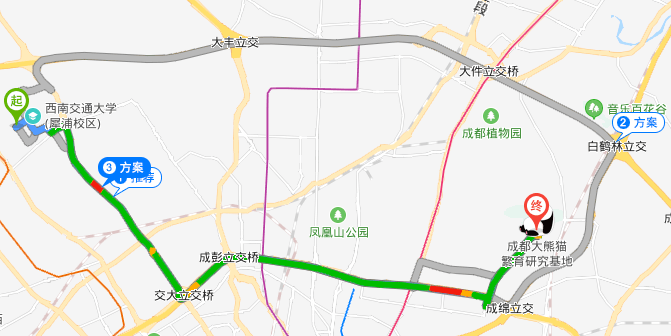 段
大丰立交
大件立交桥
起
西南交通大学
(犀浦校区)
音乐百花谷
成都植物园
2 方案
白鹤林立交
3 方案
推荐
终
凤凰山公园
成都大熊猫
繁育研究基地
成彭立交桥
交大立交桥
成绵立交